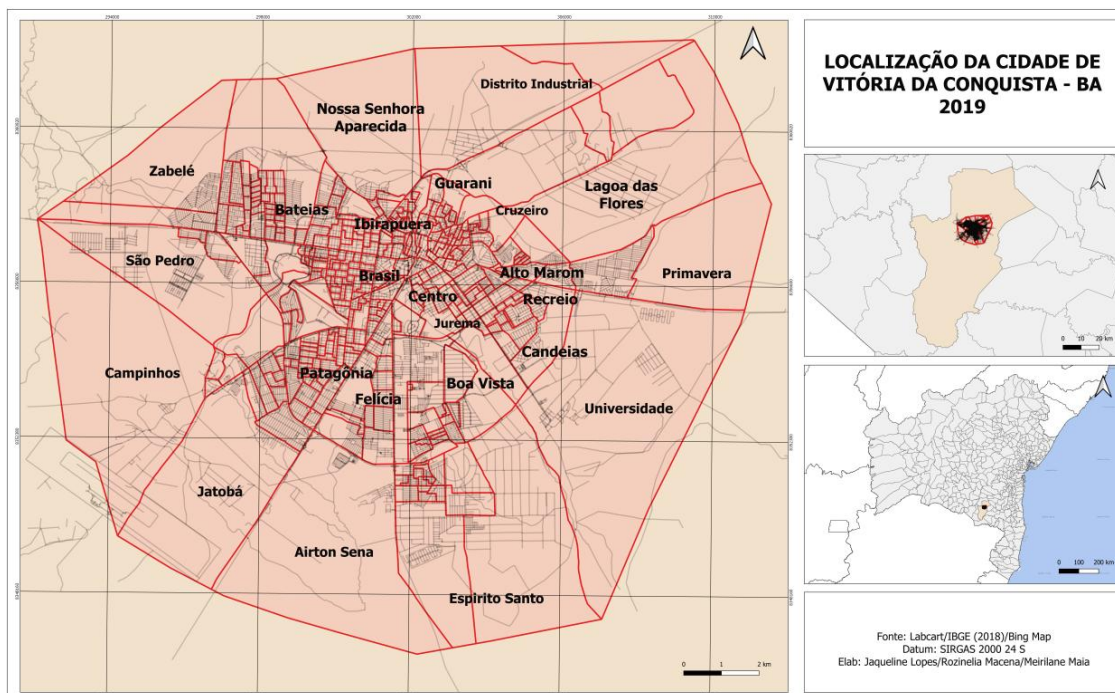 LOCALIZAÇÃO DA CIDADE DE
VITÓRIA DA CONQUISTA - BA
2019
Distrito Industrial
Nossa Senhora
Aparecida
Zabelé
Guarani
Lagoa das
Flores
Bateias
Cruzeiro
Ibirapuera
São Pedro
Brasil
Alto Marom
Primavera
Centro
Recreio
Jurema
Candeias
Campinhos
Patagônia
Boa Vista
Felícia
Universidade
Jatobá
Airton Sena
Espirito Santo
0 1 2 km
0 10 20 km
0 100 200 km
Fonte: Labcart/IBGE (2018)/Bing Map
Datum: SIRGAS 2000 24 S
Elab: Jaqueline Lopes/Rozinelia Macena/Meirilane Maia